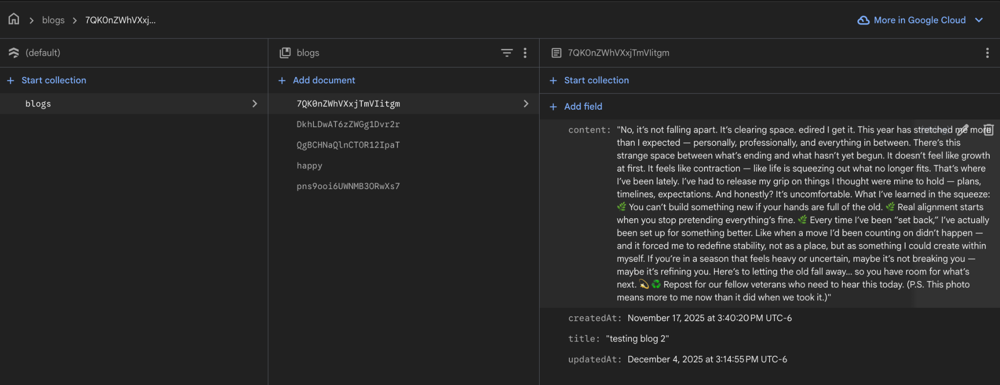 blogs
7QK0nZWhVXxj...
More in Google Cloud
(default)
blogs
7QK0nZWhVXxjTmVIitgm
Start collection
Add document
Start collection
blogs
7QK0nZWhVXxjTmVIitgm
DkhLDwAT6zZWGg1Dvr2r
QgBCHNaQlnCTOR12IpaT
happy
pns9ooi6UWNMB3ORwXs7
Add field
content: "No, it’s not falling apart. It’s clearing space. edired I get it. This year has stretched me more
(string)
than I expected — personally, professionally, and everything in between. There’s this
strange space between what’s ending and what hasn’t yet begun. It doesn’t feel like growth
at first. It feels like contraction — like life is squeezing out what no longer fits. That’s where
I’ve been lately. I’ve had to release my grip on things I thought were mine to hold — plans,
timelines, expectations. And honestly? It’s uncomfortable. What I’ve learned in the squeeze:
🌿 You can’t build something new if your hands are full of the old. 🌿 Real alignment starts
when you stop pretending everything’s fine. 🌿 Every time I’ve been “set back,” I’ve actually
been set up for something better. Like when a move I’d been counting on didn’t happen —
and it forced me to redefine stability, not as a place, but as something I could create within
myself. If you’re in a season that feels heavy or uncertain, maybe it’s not breaking you —
maybe it’s refining you. Here’s to letting the old fall away... so you have room for what’s
next. 💫 ♻️ Repost for our fellow veterans who need to hear this today. (P.S. This photo
means more to me now than it did when we took it.)"
createdAt: November 17, 2025 at 3:40:20 PM UTC-6
title: "testing blog 2"
updatedAt: December 4, 2025 at 3:14:55 PM UTC-6